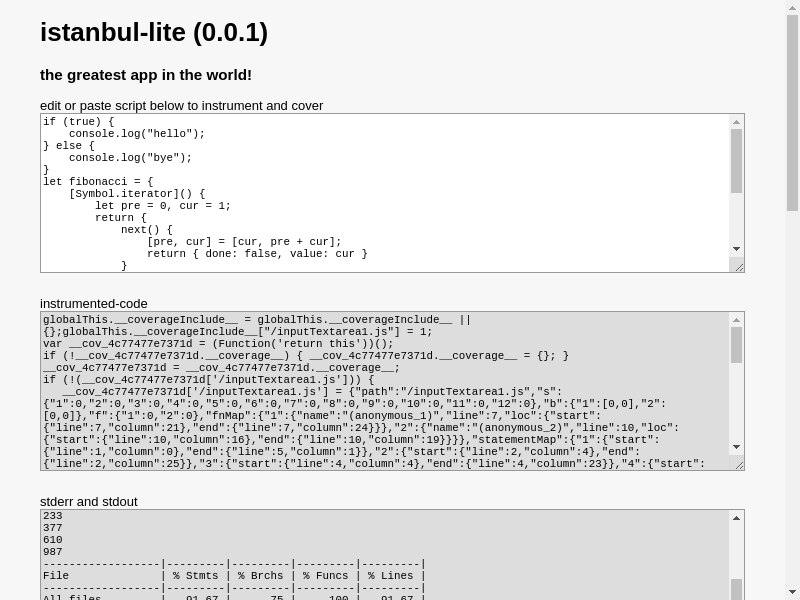 istanbul-lite (0.0.1)
the greatest app in the world!
edit or paste script below to instrument and cover
if (true) {
    console.log("hello");
} else {
    console.log("bye");
}
let fibonacci = {
    [Symbol.iterator]() {
        let pre = 0, cur = 1;
        return {
            next() {
                [pre, cur] = [cur, pre + cur];
                return { done: false, value: cur }
            }
instrumented-code
globalThis.__coverageInclude__ = globalThis.__coverageInclude__ ||
{};globalThis.__coverageInclude__["/inputTextarea1.js"] = 1;
var __cov_4c77477e7371d = (Function('return this'))();
if (!__cov_4c77477e7371d.__coverage__) { __cov_4c77477e7371d.__coverage__ = {}; }
__cov_4c77477e7371d = __cov_4c77477e7371d.__coverage__;
if (!(__cov_4c77477e7371d['/inputTextarea1.js'])) {
   __cov_4c77477e7371d['/inputTextarea1.js'] = {"path":"/inputTextarea1.js","s":
{"1":0,"2":0,"3":0,"4":0,"5":0,"6":0,"7":0,"8":0,"9":0,"10":0,"11":0,"12":0},"b":{"1":[0,0],"2":
[0,0]},"f":{"1":0,"2":0},"fnMap":{"1":{"name":"(anonymous_1)","line":7,"loc":{"start":
{"line":7,"column":21},"end":{"line":7,"column":24}}},"2":{"name":"(anonymous_2)","line":10,"loc":
{"start":{"line":10,"column":16},"end":{"line":10,"column":19}}}},"statementMap":{"1":{"start":
{"line":1,"column":0},"end":{"line":5,"column":1}},"2":{"start":{"line":2,"column":4},"end":
{"line":2,"column":25}},"3":{"start":{"line":4,"column":4},"end":{"line":4,"column":23}},"4":{"start":
stderr and stdout
233
377
610
987
------------------|---------|---------|---------|---------|
File              | % Stmts | % Brchs | % Funcs | % Lines |
------------------|---------|---------|---------|---------|
All files         |   91.67 |      75 |     100 |   91.67 |